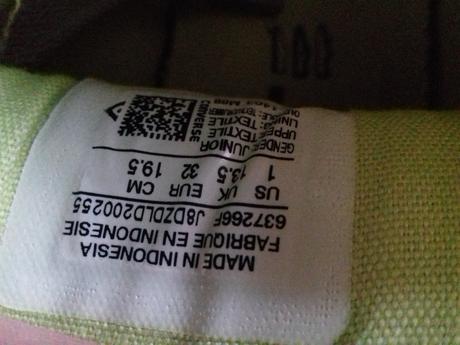 MADE IN INDONESIA
FABRIQUE EN INDONESIE
637266F J8DZDLD200255
US UK EUR CM
1 13.5 32 19.5
GENDER: JUNIOR
UPPER: TEXTILE
CONVERSE